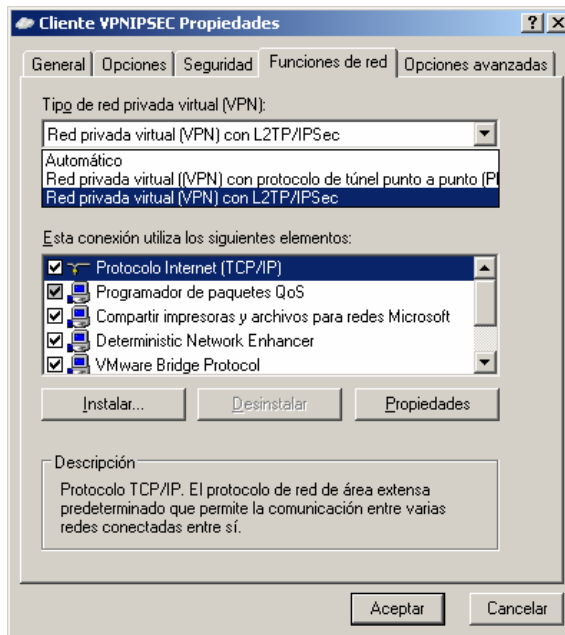 Cliente VPNIPSEC Propiedades
General Opciones Seguridad Funciones de red Opciones avanzadas
Tipo de red privada virtual (VPN):
Red privada virtual (VPN) con L2TP/IPSec
Automático
Red privada virtual ((VPN) con protocolo de túnel punto a punto (P
Red privada virtual (VPN) con L2TP/IPSec
Esta conexión utiliza los siguientes elementos:
Protocolo Internet (TCP/IP)
Programador de paquetes QoS
Compartir impresoras y archivos para redes Microsoft
Deterministic Network Enhancer
VMware Bridge Protocol
Instalar... Desinstalar Propiedades
Descripción
Protocolo TCP/IP. El protocolo de red de área extensa
predeterminado que permite la comunicación entre varias
redes conectadas entre sí.
Aceptar Cancelar